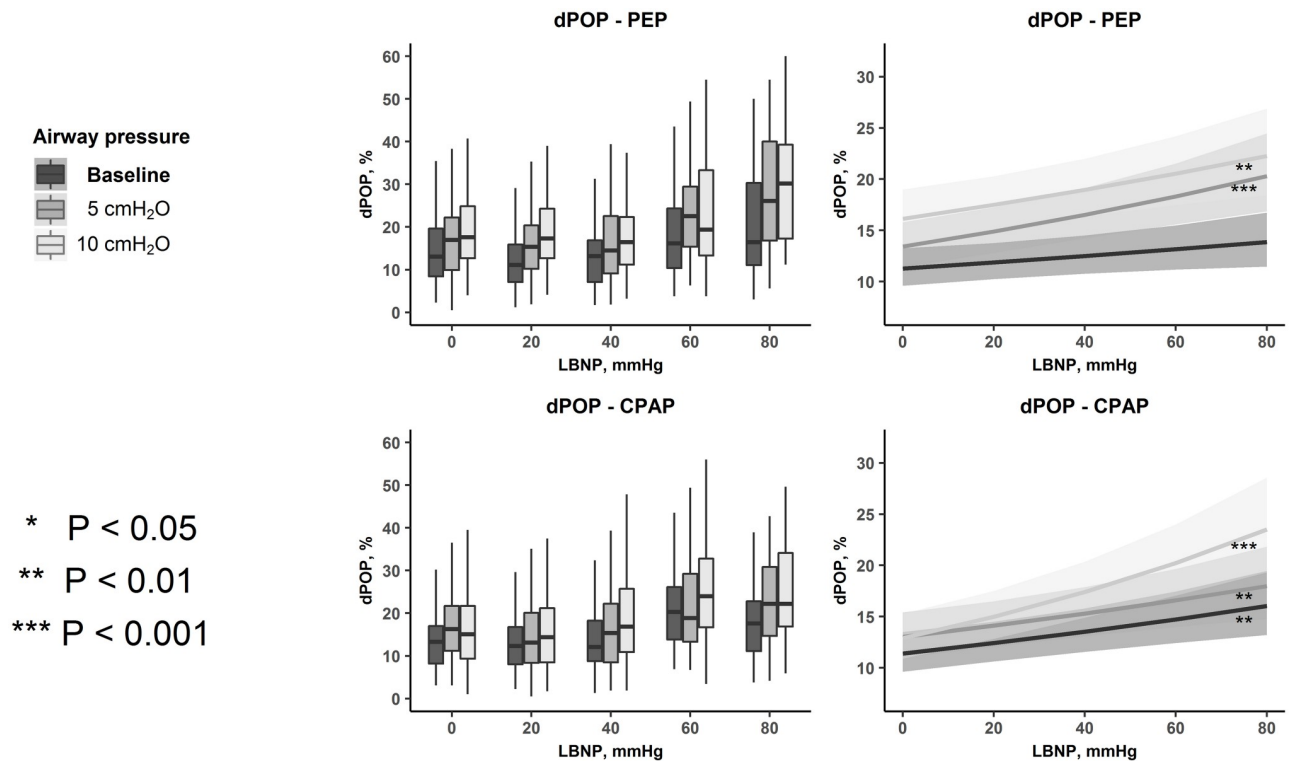 dPOP - PEP
dPOP - PEP
Airway pressure
Baseline
5 cmH₂O
10 cmH₂O
dPOP, %
60
50
40
30
20
10
0
0 20 40 60 80
LBNP, mmHg
dPOP, %
30
25
20
15
10
**
***
0 20 40 60 80
LBNP, mmHg
dPOP - CPAP
dPOP - CPAP
* P < 0.05
** P < 0.01
*** P < 0.001
dPOP, %
60
50
40
30
20
10
0
0 20 40 60 80
LBNP, mmHg
dPOP, %
30
25
20
15
10
***
**
**
0 20 40 60 80
LBNP, mmHg